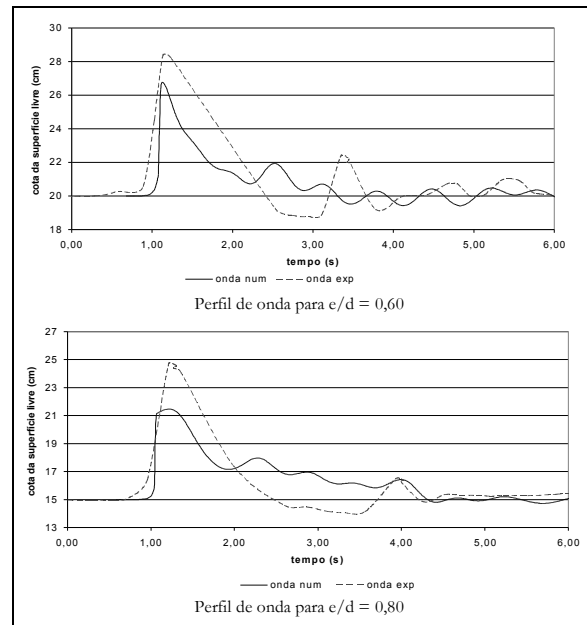 30
28
26
24
22
20
18
cota da superfície livre (cm)
0,00 1,00 2,00 3,00 4,00 5,00 6,00
tempo (s)
onda num onda exp
Perfil de onda para e/d = 0,60
27
25
23
21
19
17
15
13
cota da superfície livre (cm)
0,00 1,00 2,00 3,00 4,00 5,00 6,00
tempo (s)
onda num onda exp
Perfil de onda para e/d = 0,80